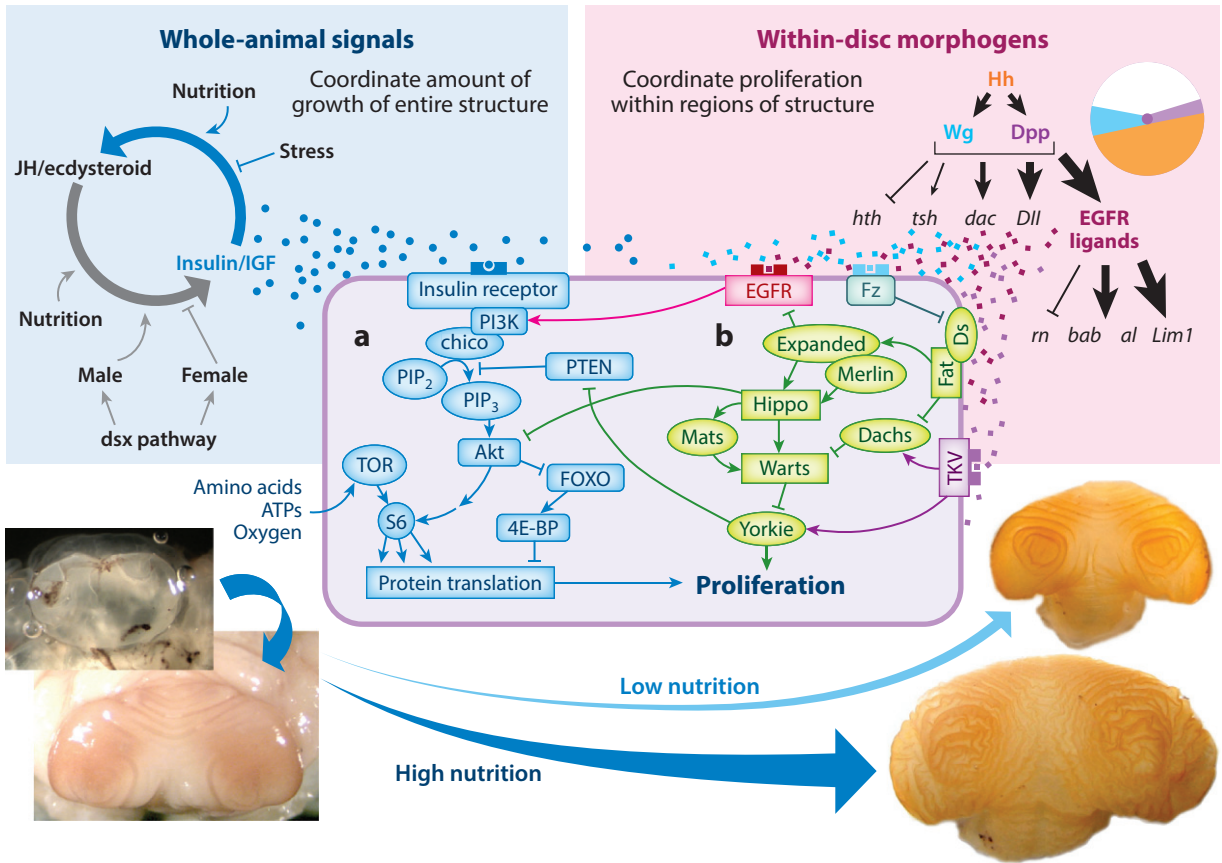 Whole-animal signals
Coordinate amount of
growth of entire structure
Nutrition
Stress
JH/ecdysteroid
Insulin/IGF
Nutrition
Male
Female
dsx pathway
Within-disc morphogens
Coordinate proliferation
within regions of structure
Hh
Wg
Dpp
hth
tsh
dac
Dll
EGFR
ligands
rn
bab
al
Lim1
a
Insulin receptor
PI3K
chico
PIP2
PIP3
PTEN
Akt
TOR
FOXO
S6
4E-BP
Protein translation
Amino acids
ATPs
Oxygen
b
EGFR
Fz
Ds
Expanded
Merlin
Fat
Hippo
Mats
Dachs
Warts
TKV
Yorkie
Proliferation
Low nutrition
High nutrition